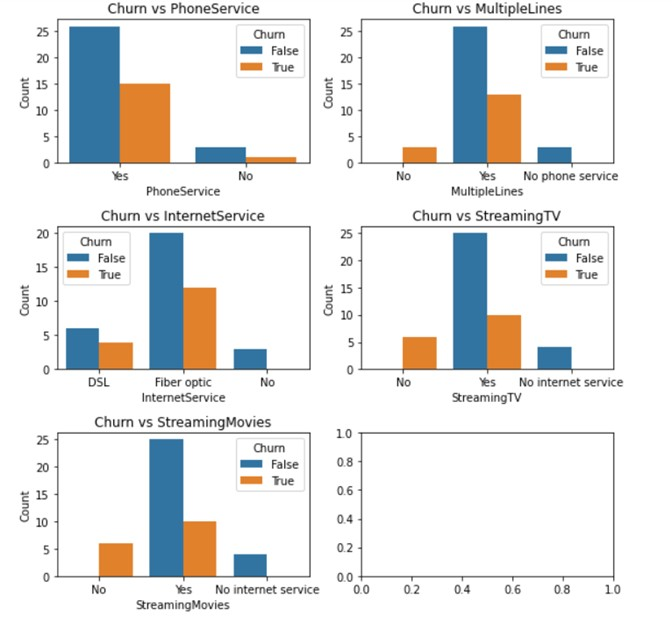 Churn vs PhoneService
25
20
15
10
5
0
Count
Churn
False
True
Yes
No
PhoneService
Churn vs MultipleLines
25
20
15
10
5
0
Count
Churn
False
True
No
Yes
No phone service
MultipleLines
Churn vs InternetService
20
15
10
5
0
Count
Churn
False
True
DSL
Fiber optic
No
InternetService
Churn vs StreamingTV
25
20
15
10
5
0
Count
Churn
False
True
No
Yes
No internet service
StreamingTV
Churn vs StreamingMovies
25
20
15
10
5
0
Count
Churn
False
True
No
Yes
No internet service
StreamingMovies
1.0
0.8
0.6
0.4
0.2
0.0
0.0
0.2
0.4
0.6
0.8
1.0